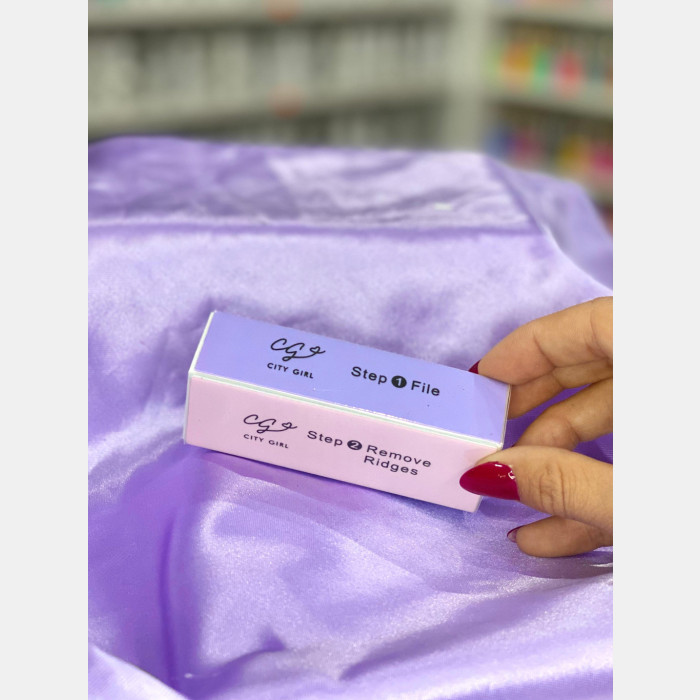 CG
CITY GIRL
Step 1 File
CG
CITY GIRL
Step 2 Remove
Ridges